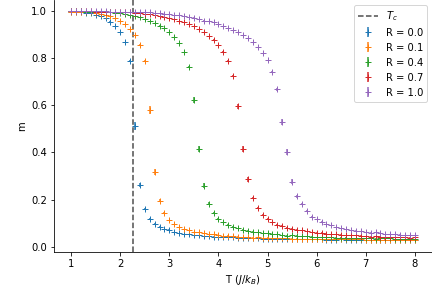 1.0
0.8
0.6
0.4
0.2
0.0
m
1
2
3
4
5
6
7
8
T (J/k_B)
T_c
R = 0.0
R = 0.1
R = 0.4
R = 0.7
R = 1.0